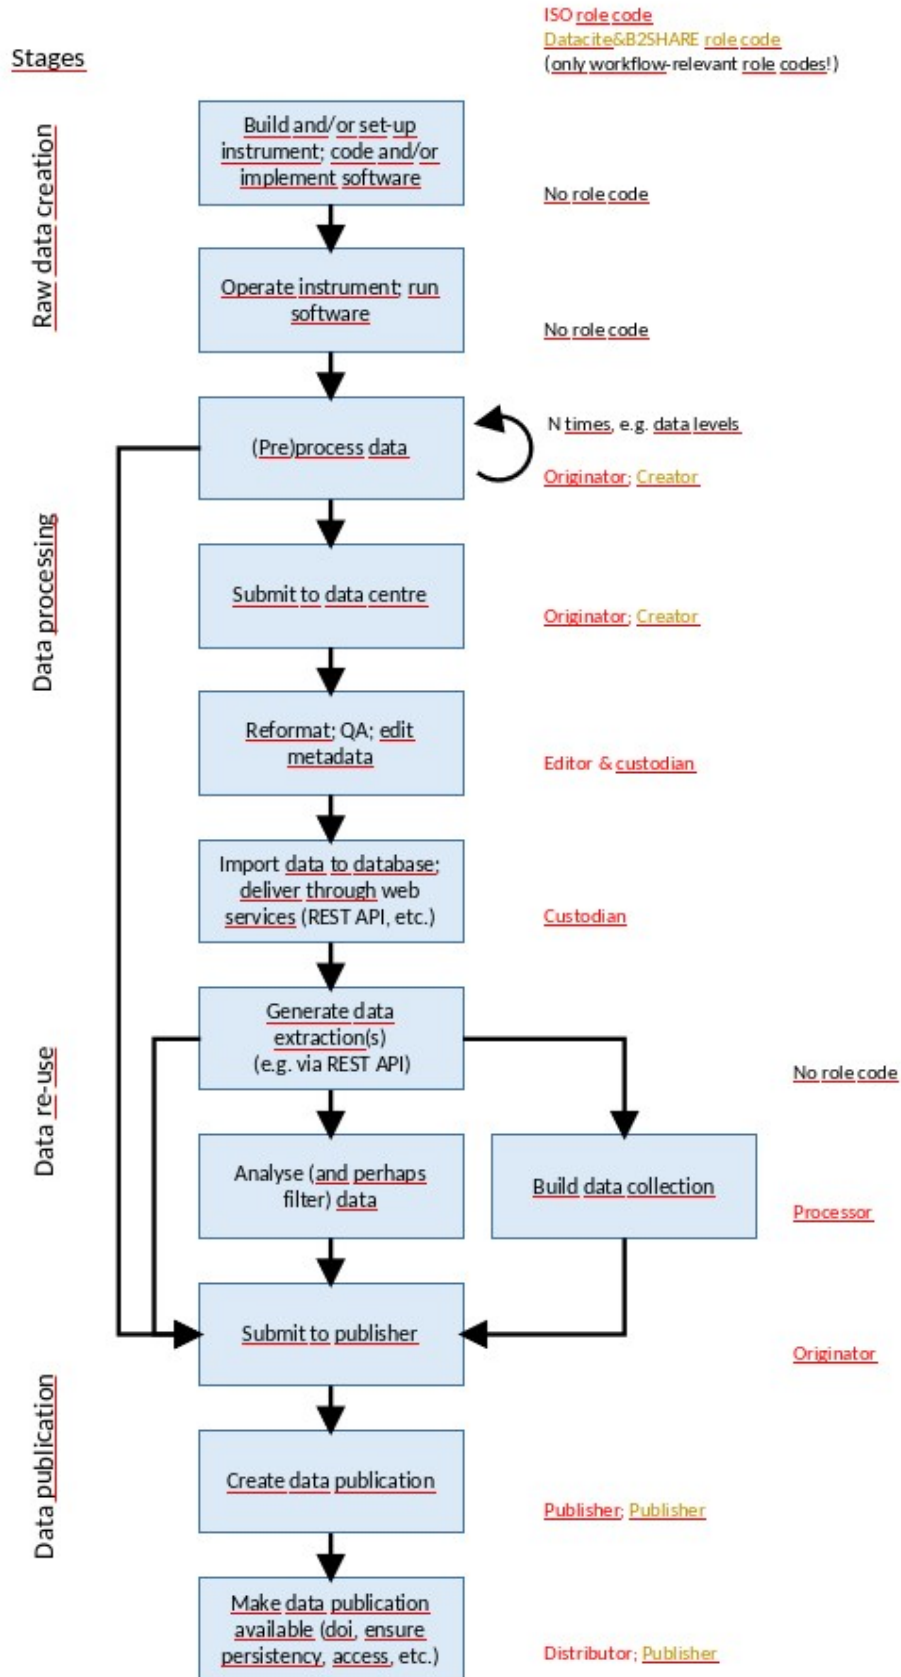 ISO role code
Datacite&B2SHARE role code
(only workflow-relevant role codes!)
Stages
Raw data creation
Build and/or set-up
instrument; code and/or
implement software
No role code
Operate instrument; run
software
No role code
Data processing
(Pre)process data
N times, e.g. data levels
Originator; Creator
Submit to data centre
Originator; Creator
Reformat; QA; edit
metadata
Editor & custodian
Import data to database;
deliver through web
services (REST API, etc.)
Custodian
Data re-use
Generate data
extraction(s)
(e.g. via REST API)
No role code
Analyse (and perhaps
filter) data
Build data collection
Processor
Submit to publisher
Originator
Data publication
Create data publication
Publisher; Publisher
Make data publication
available (doi, ensure
persistency, access, etc.)
Distributor; Publisher